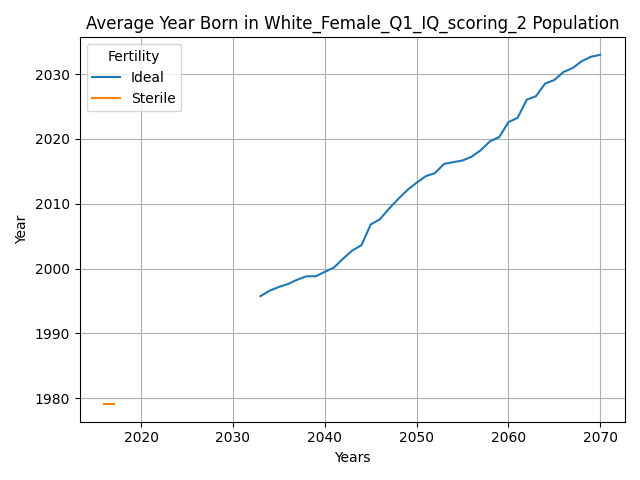 Average Year Born in White_Female_Q1_IQ_scoring_2 Population
Fertility
Ideal
Sterile
2030
2020
2010
2000
1990
1980
Year
2020 2030 2040 2050 2060 2070
Years